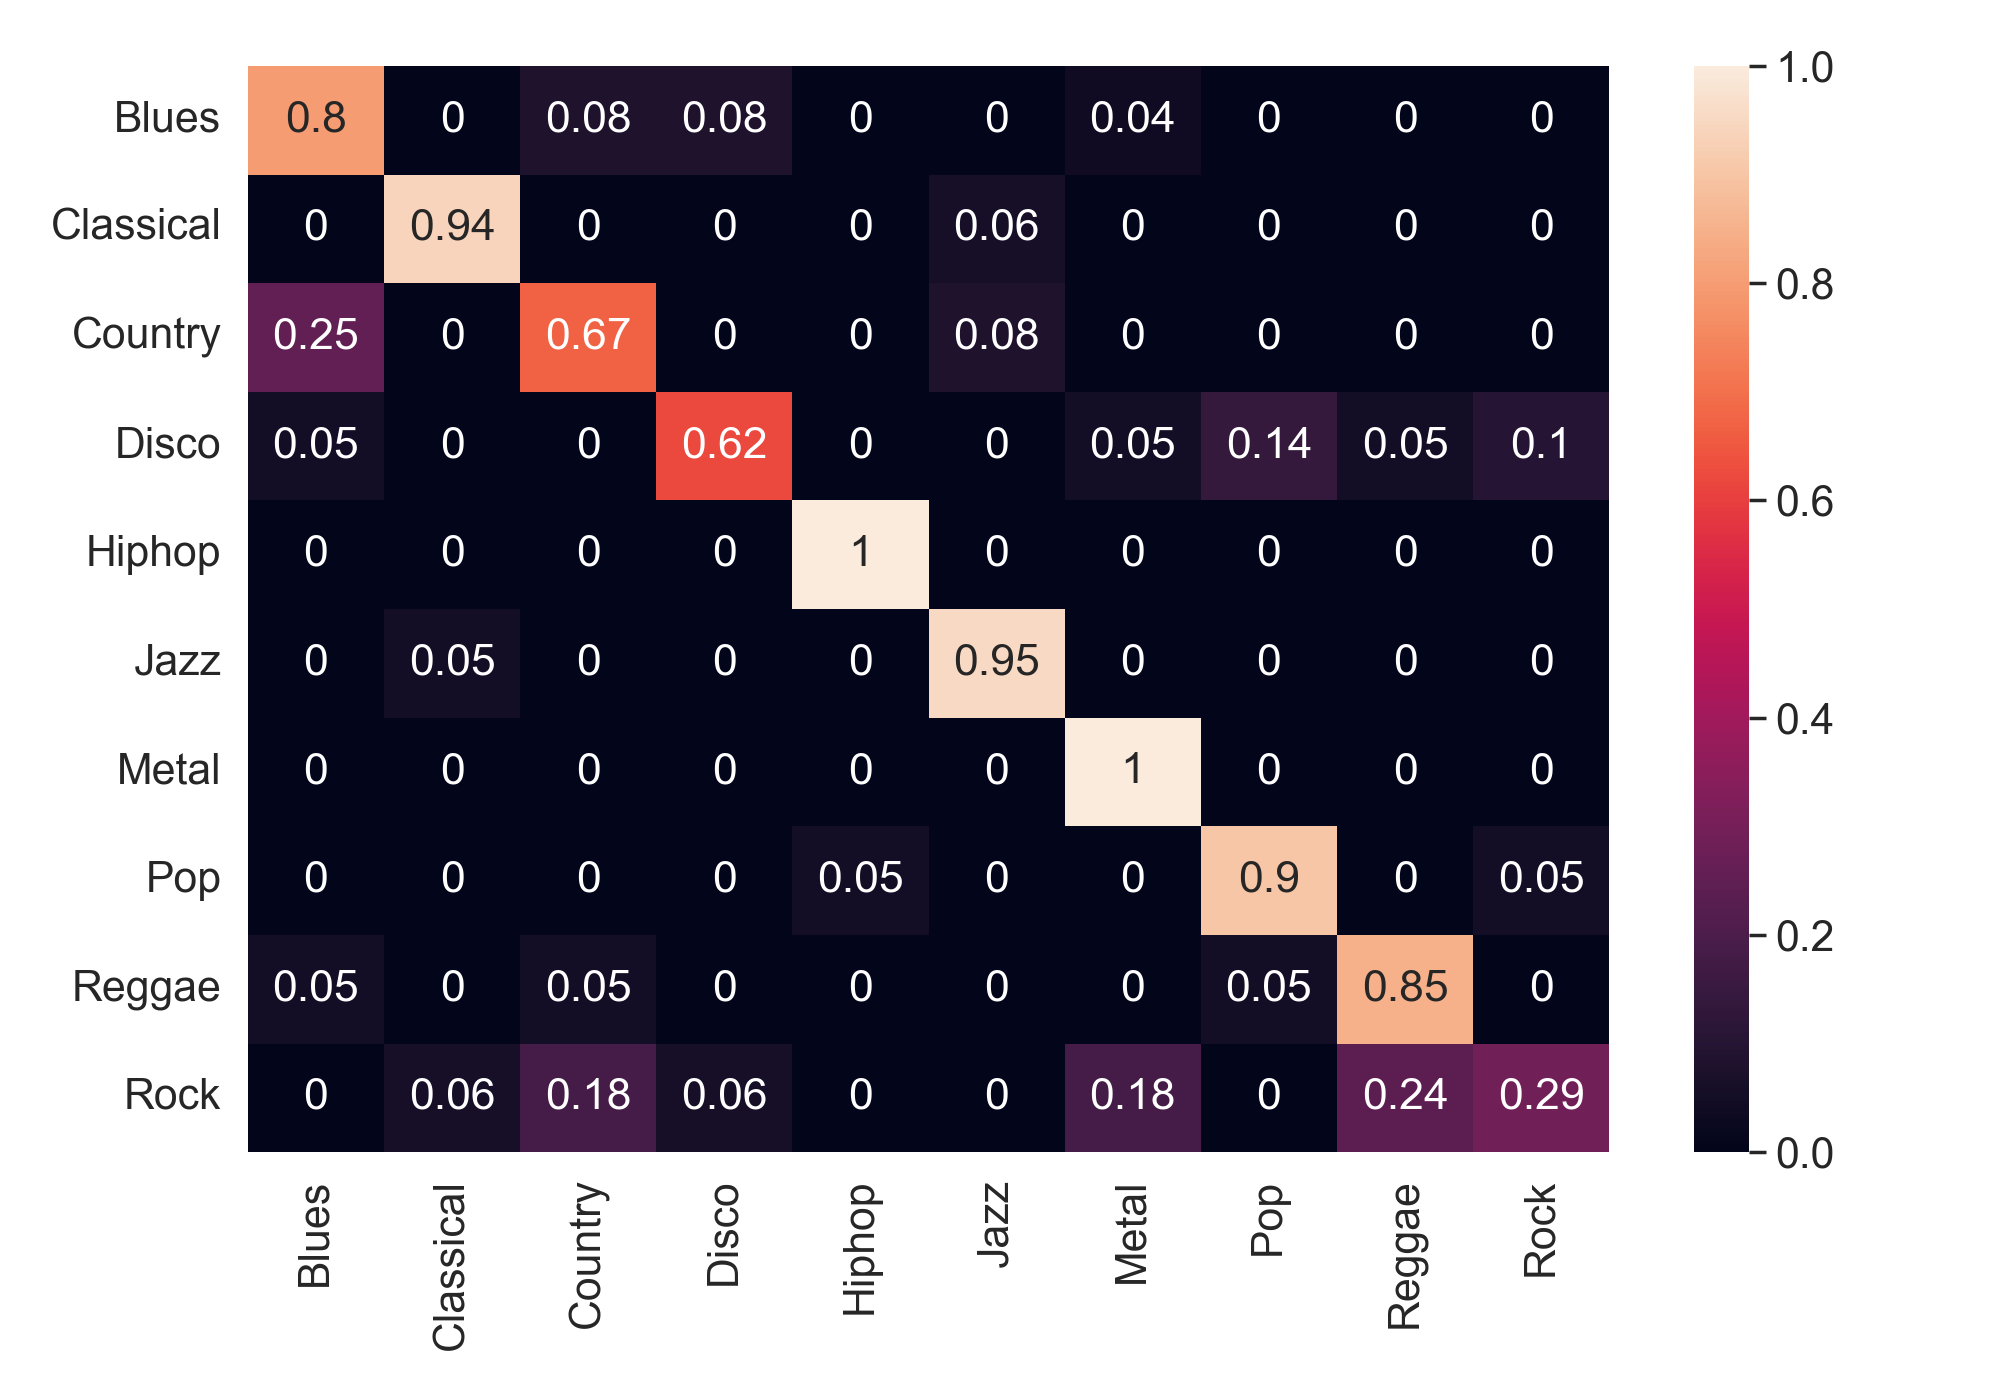 Blues 0.8 0 0.08 0.08 0 0 0.04 0 0 0
Classical 0 0.94 0 0 0 0.06 0 0 0 0
Country 0.25 0 0.67 0 0 0.08 0 0 0 0
Disco 0.05 0 0 0.62 0 0 0.05 0.14 0.05 0.1
Hiphop 0 0 0 0 1 0 0 0 0 0
Jazz 0 0.05 0 0 0 0.95 0 0 0 0
Metal 0 0 0 0 0 0 1 0 0 0
Pop 0 0 0 0 0.05 0 0 0.9 0 0.05
Reggae 0.05 0 0.05 0 0 0 0 0.05 0.85 0
Rock 0 0.06 0.18 0.06 0 0 0.18 0 0.24 0.29
Blues Classical Country Disco Hiphop Jazz Metal Pop Reggae Rock
1.0
0.8
0.6
0.4
0.2
0.0